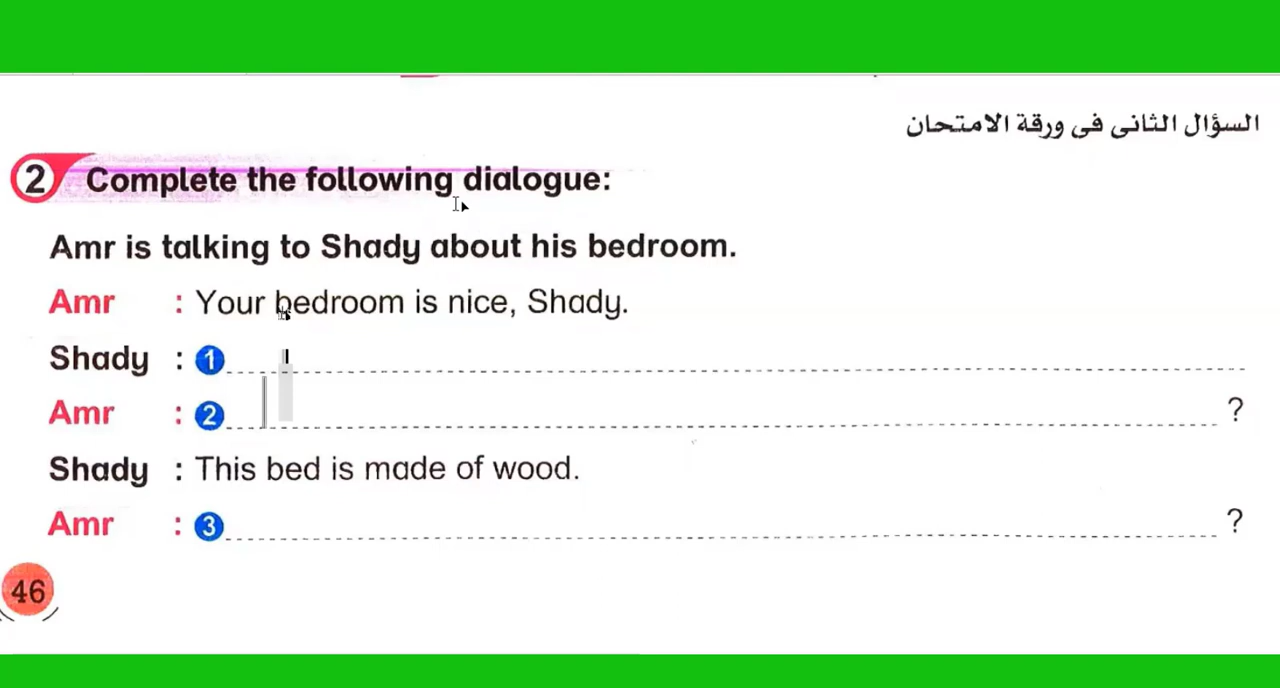 السؤال الثانى فى ورقة الامتحان
2 Complete the following dialogue:
Amr is talking to Shady about his bedroom.
Amr : Your bedroom is nice, Shady.
Shady : 1
Amr : 2 ?
Shady : This bed is made of wood.
Amr : 3 ?
46